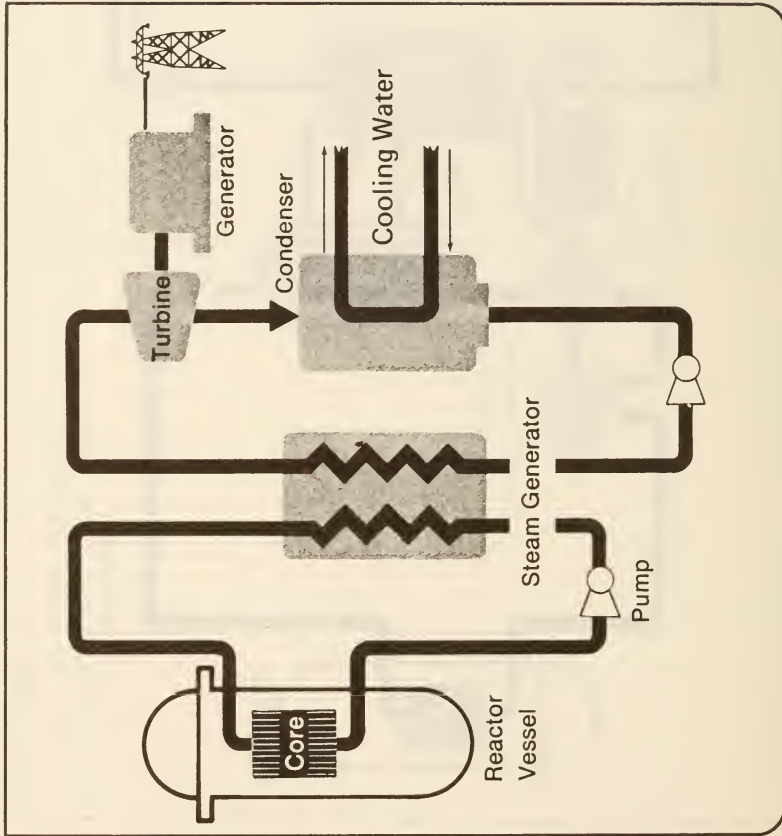 Generator
Turbine
Condenser
Cooling Water
Steam Generator
Pump
Core
Reactor
Vessel